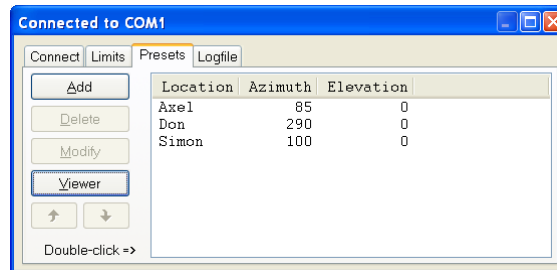 Connected to COM1
Connect Limits Presets Logfile
Add
Delete
Modify
Viewer
Double-click =>
Location Azimuth Elevation
Axel 85 0
Don 290 0
Simon 100 0